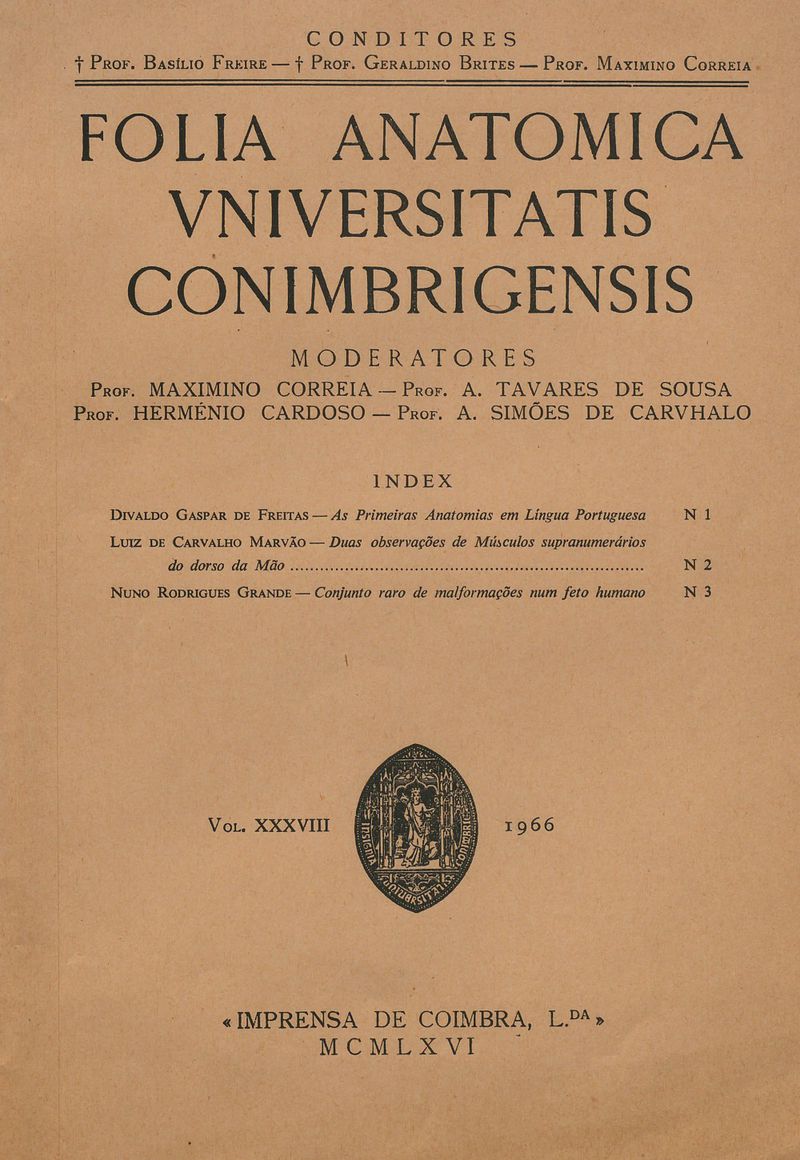 CONDITORES
† Prof. Basílio Freire — † Prof. Geraldino Brites — Prof. Maximino Correia
FOLIA ANATOMICA
VNIVERSITATIS
CONIMBRIGENSIS
MODERATORES
Prof. MAXIMINO CORREIA — Prof. A. TAVARES DE SOUSA
Prof. HERMÉNIO CARDOSO — Prof. A. SIMÕES DE CARVHALO
INDEX
Divaldo Gaspar de Freitas — As Primeiras Anatomias em Língua Portuguesa N 1
Luiz de Carvalho Marvão — Duas observações de Músculos supranumerários
do dorso da Mão ........................................................................ N 2
Nuno Rodrigues Grande — Conjunto raro de malformações num feto humano N 3
Vol. XXXVIII
INSIGNIA VNIVERSITATIS CONIMBRIG
1966
«IMPRENSA DE COIMBRA, L.DA»
MCMLXVI